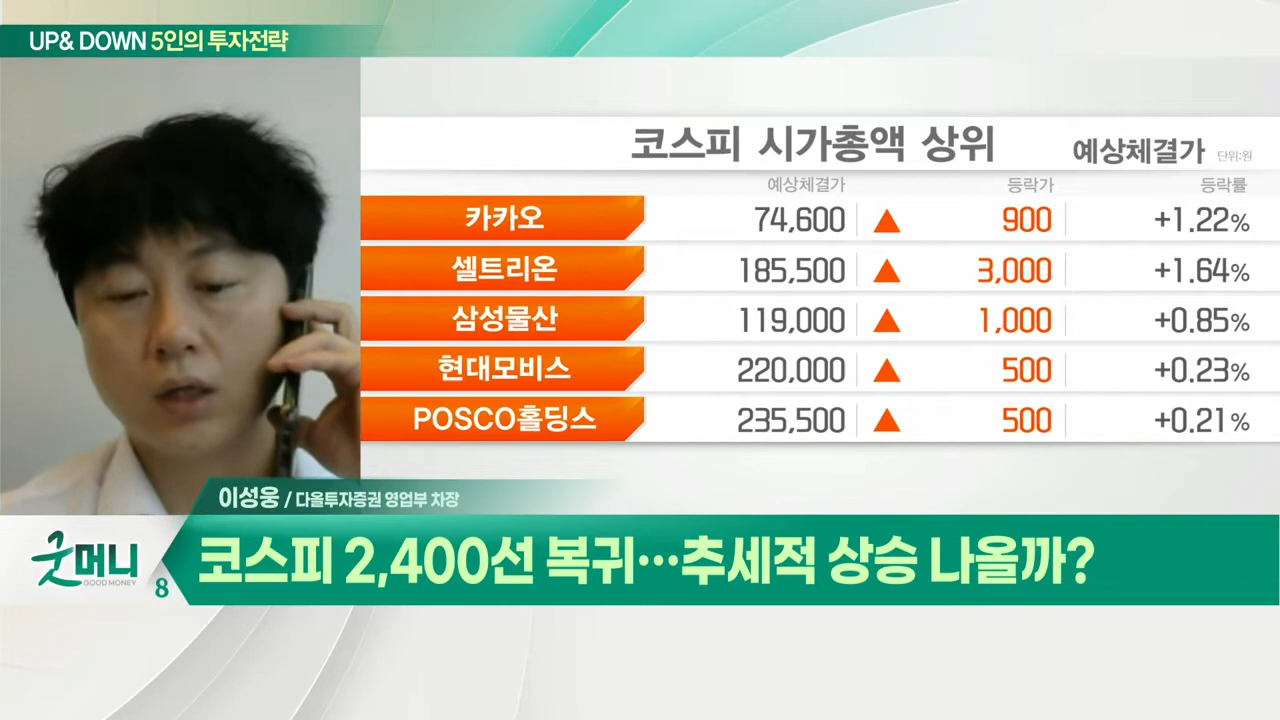 UP& DOWN 5인의 투자전략
코스피 시가총액 상위 예상체결가 단위:원
예상체결가 등락가 등락률
카카오 74,600 ▲ 900 +1.22%
셀트리온 185,500 ▲ 3,000 +1.64%
삼성물산 119,000 ▲ 1,000 +0.85%
현대모비스 220,000 ▲ 500 +0.23%
POSCO홀딩스 235,500 ▲ 500 +0.21%
이성웅 / 다올투자증권 영업부 차장
굿머니 GOOD MONEY 8
코스피 2,400선 복귀…추세적 상승 나올까?